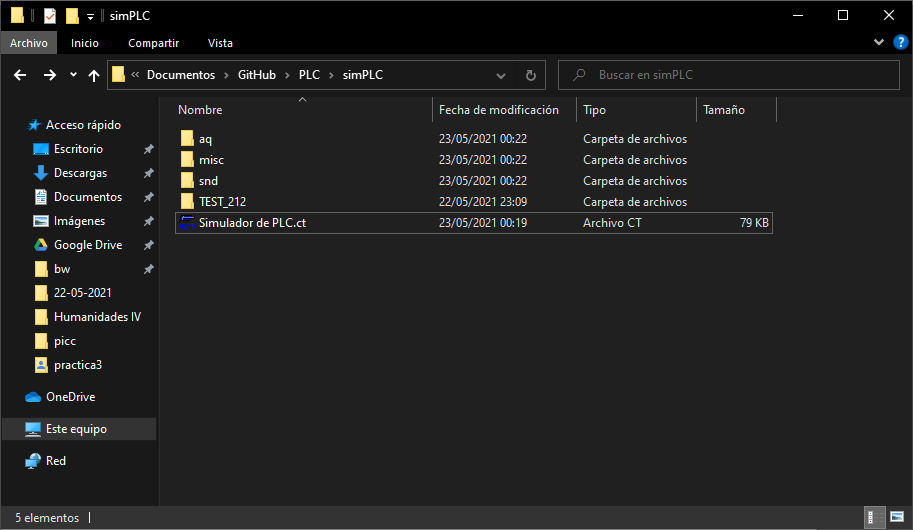 simPLC
Archivo Inicio Compartir Vista
« Documentos › GitHub › PLC › simPLC Buscar en simPLC
Nombre Fecha de modificación Tipo Tamaño
Acceso rápido
Escritorio
Descargas
Documentos
Imágenes
Google Drive
bw
22-05-2021
Humanidades IV
picc
practica3
OneDrive
Este equipo
Red
aq 23/05/2021 00:22 Carpeta de archivos
misc 23/05/2021 00:22 Carpeta de archivos
snd 23/05/2021 00:22 Carpeta de archivos
TEST_212 22/05/2021 23:09 Carpeta de archivos
Simulador de PLC.ct 23/05/2021 00:19 Archivo CT 79 KB
5 elementos